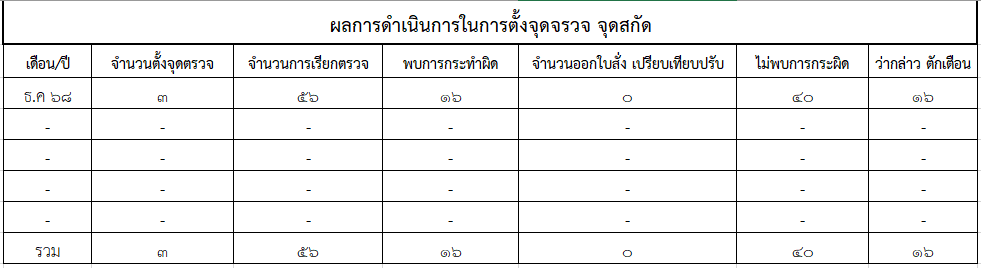 ผลการดำเนินการในการตั้งจุดจรวจ จุดสกัด
เดือน/ปี จำนวนตั้งจุดตรวจ จำนวนการเรียกตรวจ พบการกระทำผิด จำนวนออกใบสั่ง เปรียบเทียบปรับ ไม่พบการกระผิด ว่ากล่าว ตักเตือน
ธ.ค ๖๘ ๓ ๕๖ ๑๖ ๐ ๔๐ ๑๖
- - - - - - -
- - - - - - -
- - - - - - -
- - - - - - -
รวม ๓ ๕๖ ๑๖ ๐ ๔๐ ๑๖